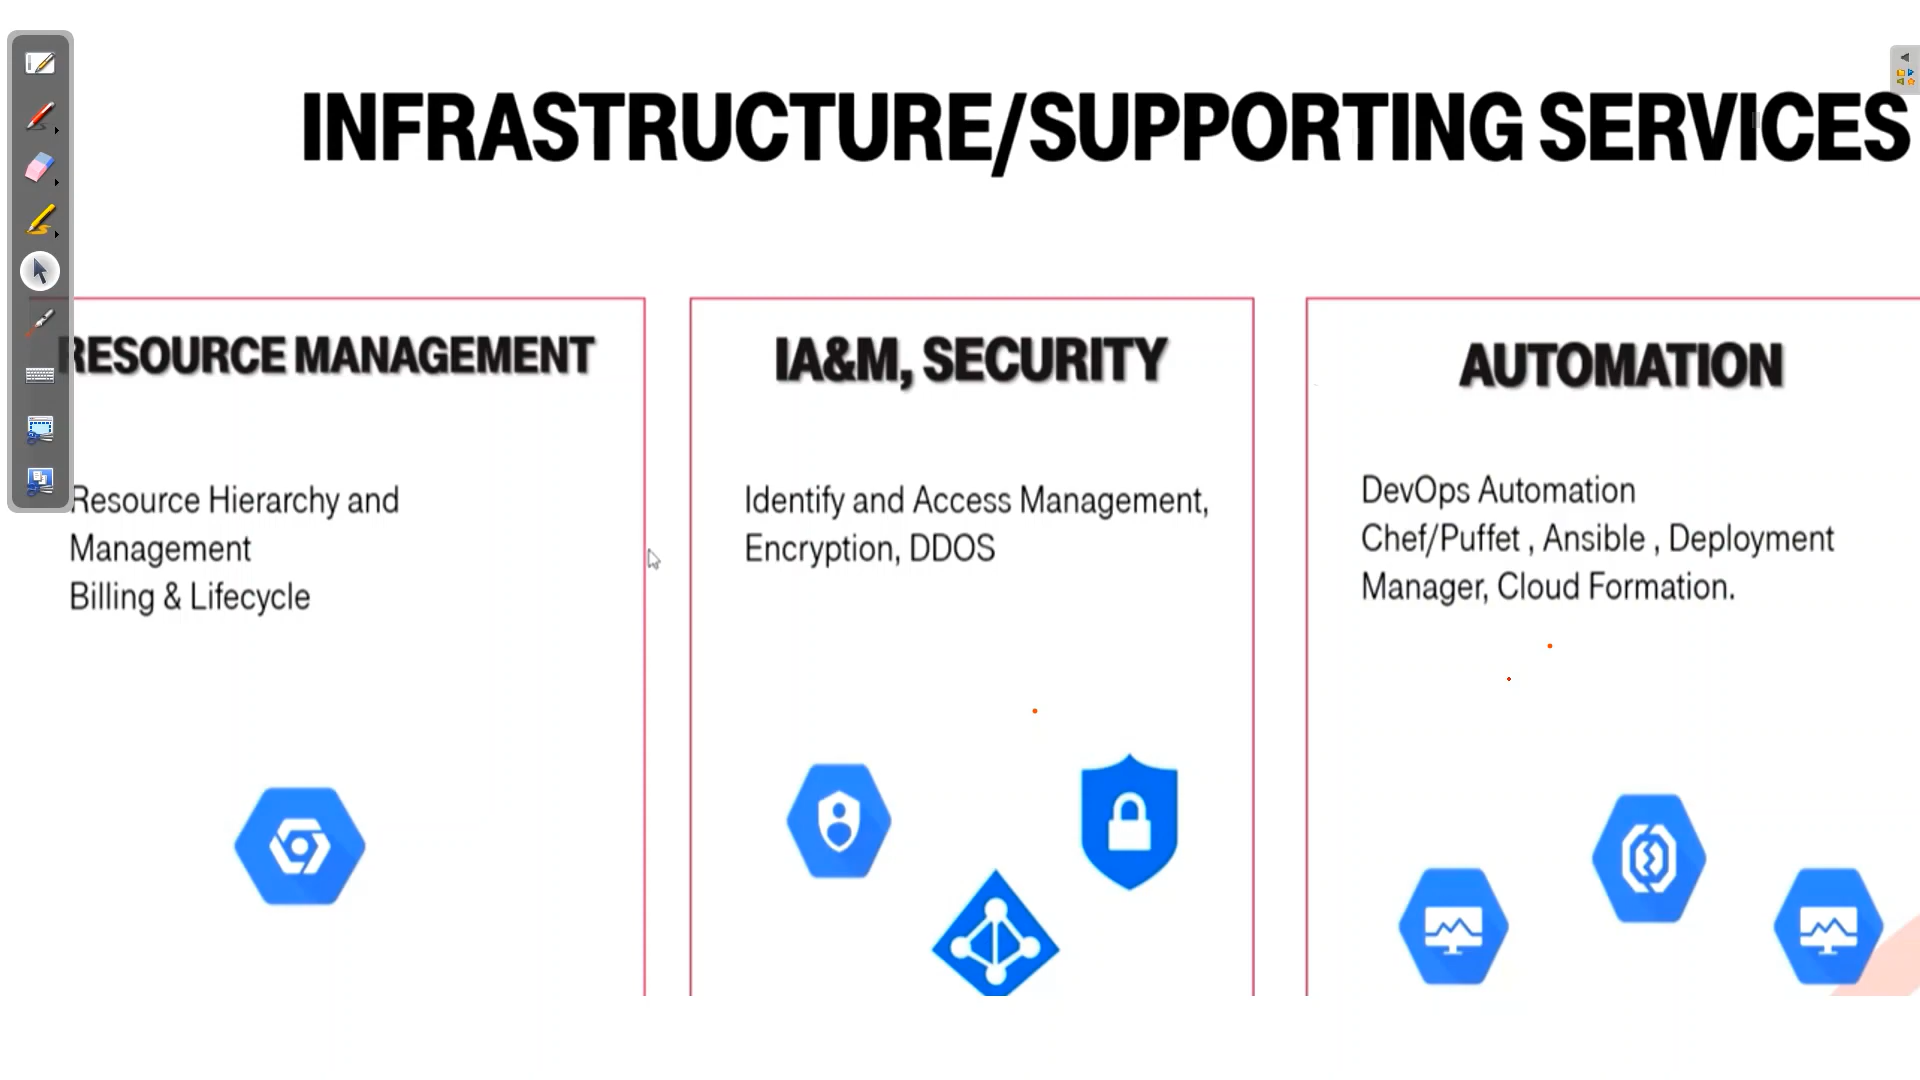 INFRASTRUCTURE/SUPPORTING SERVICES
RESOURCE MANAGEMENT
Resource Hierarchy and
Management
Billing & Lifecycle
IA&M, SECURITY
Identify and Access Management,
Encryption, DDOS
AUTOMATION
DevOps Automation
Chef/Puffet , Ansible , Deployment
Manager, Cloud Formation.